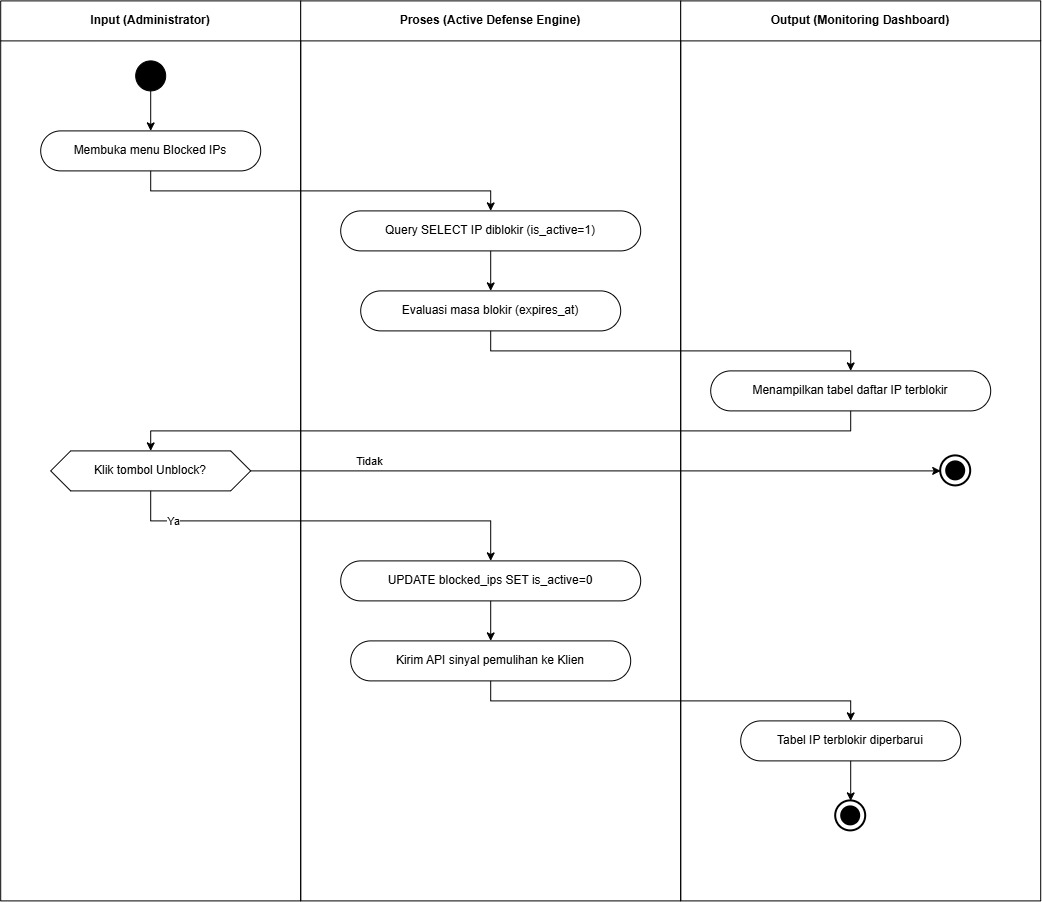 Input (Administrator)
Proses (Active Defense Engine)
Output (Monitoring Dashboard)
Membuka menu Blocked IPs
Query SELECT IP diblokir (is_active=1)
Evaluasi masa blokir (expires_at)
Menampilkan tabel daftar IP terblokir
Klik tombol Unblock?
Tidak
Ya
UPDATE blocked_ips SET is_active=0
Kirim API sinyal pemulihan ke Klien
Tabel IP terblokir diperbarui